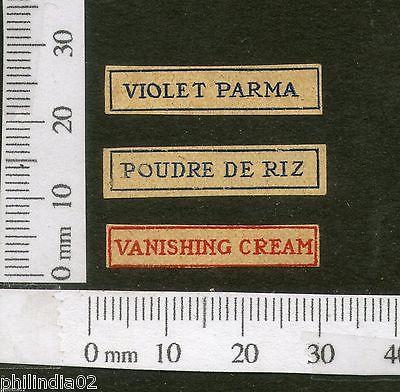 VIOLET PARMA
POUDRE DE RIZ
VANISHING CREAM
30
20
10
0 mm
0 mm 10 20 30 40
philindia02